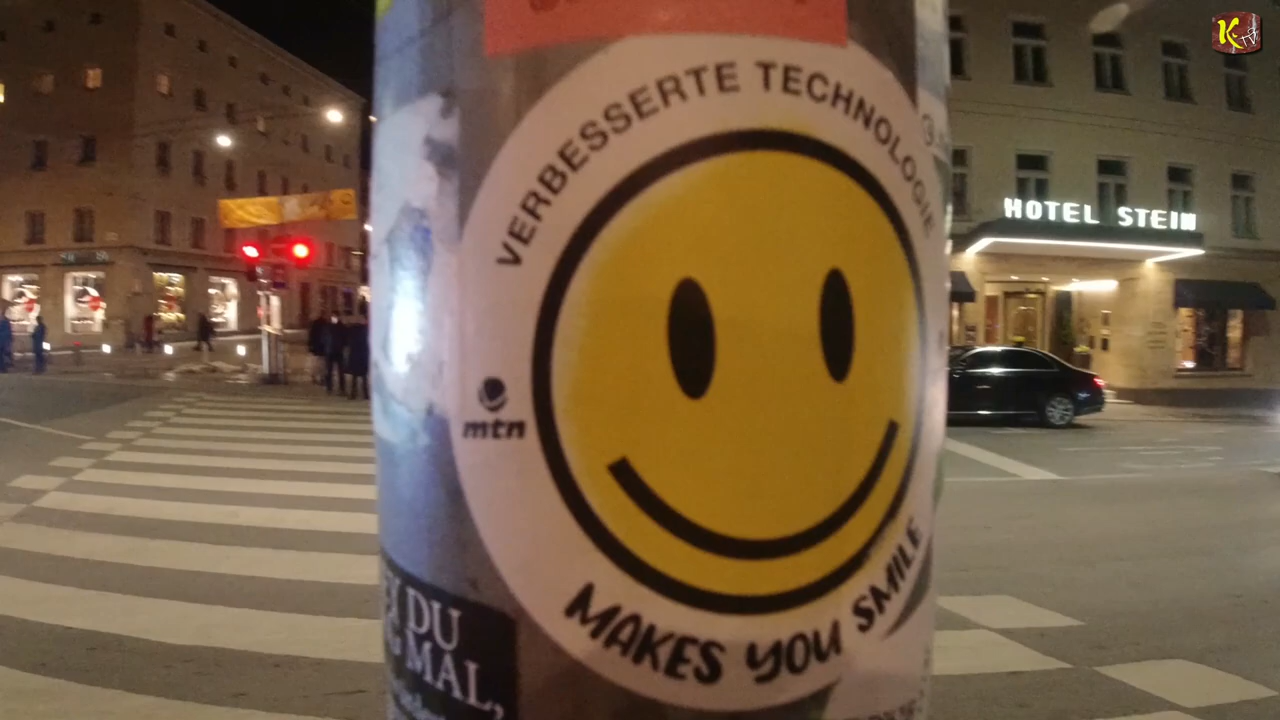 VERBESSERTE TECHNOLOGIE
HOTEL STEIN
mtn
MAKES YOU SMILE
DU
MAL,